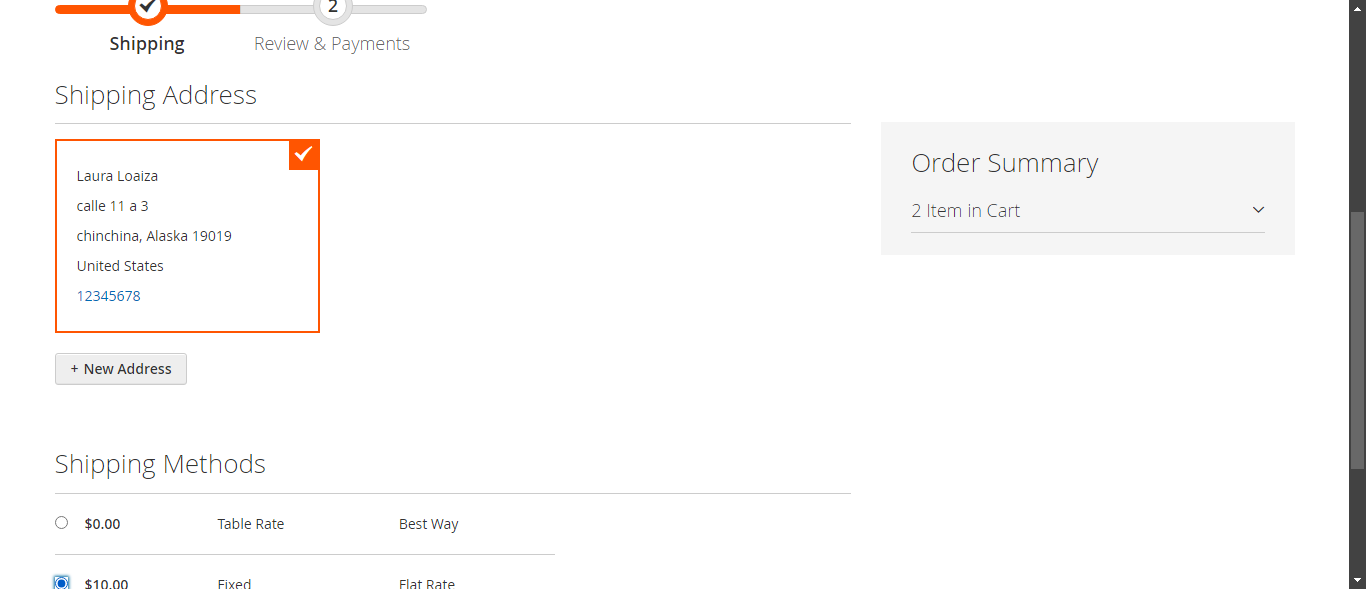 2
Shipping
Review & Payments
Shipping Address
Laura Loaiza
calle 11 a 3
chinchina, Alaska 19019
United States
12345678
+ New Address
Order Summary
2 Item in Cart
Shipping Methods
$0.00 Table Rate Best Way
$10.00 Fixed Flat Rate